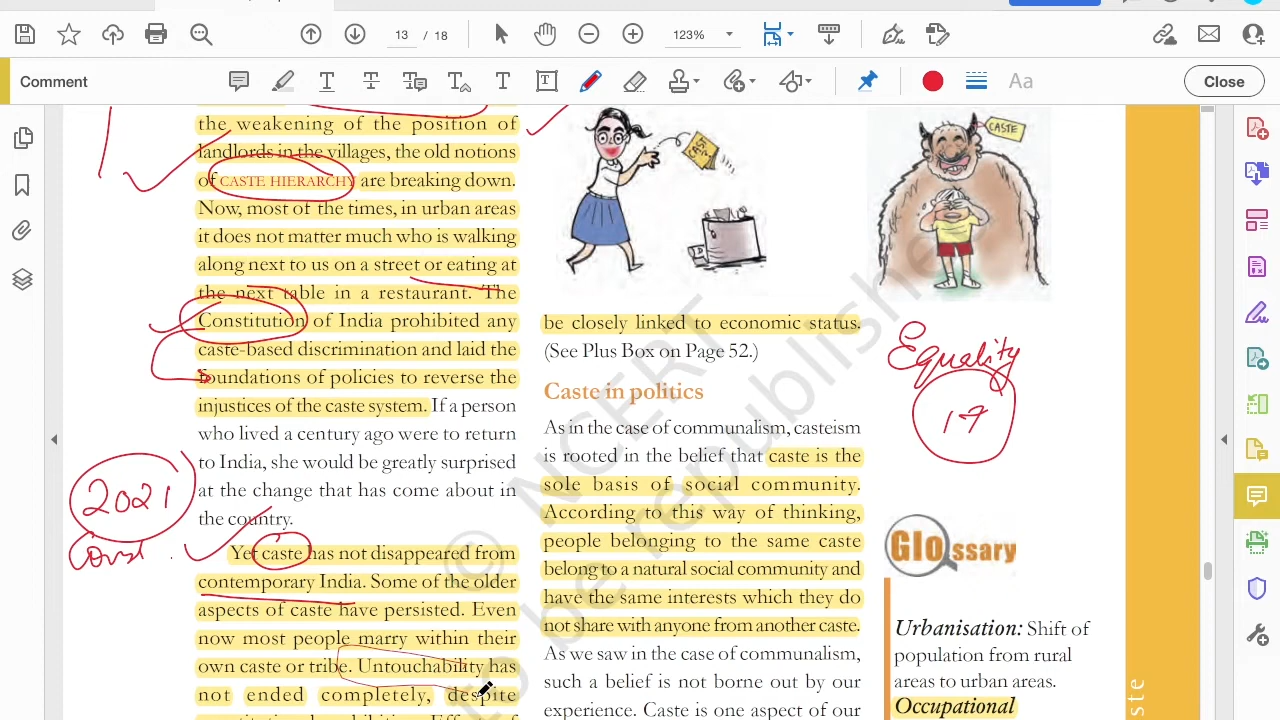 13 / 18
123%
Comment
Aa
Close
the weakening of the position of
landlords in the villages, the old notions
of CASTE HIERARCHY are breaking down.
Now, most of the times, in urban areas
it does not matter much who is walking
along next to us on a street or eating at
the next table in a restaurant. The
Constitution of India prohibited any
caste-based discrimination and laid the
foundations of policies to reverse the
injustices of the caste system. If a person
who lived a century ago were to return
to India, she would be greatly surprised
at the change that has come about in
the country.
Yet caste has not disappeared from
contemporary India. Some of the older
aspects of caste have persisted. Even
now most people marry within their
own caste or tribe. Untouchability has
not ended completely, despite
2021
CASTE
CASTE
be closely linked to economic status.
(See Plus Box on Page 52.)
Caste in politics
As in the case of communalism, casteism
is rooted in the belief that caste is the
sole basis of social community.
According to this way of thinking,
people belonging to the same caste
belong to a natural social community and
have the same interests which they do
not share with anyone from another caste.
As we saw in the case of communalism,
such a belief is not borne out by our
experience. Caste is one aspect of our
Equality
17
Glossary
Urbanisation: Shift of
population from rural
areas to urban areas.
Occupational
© NCERT
to be republished
ste